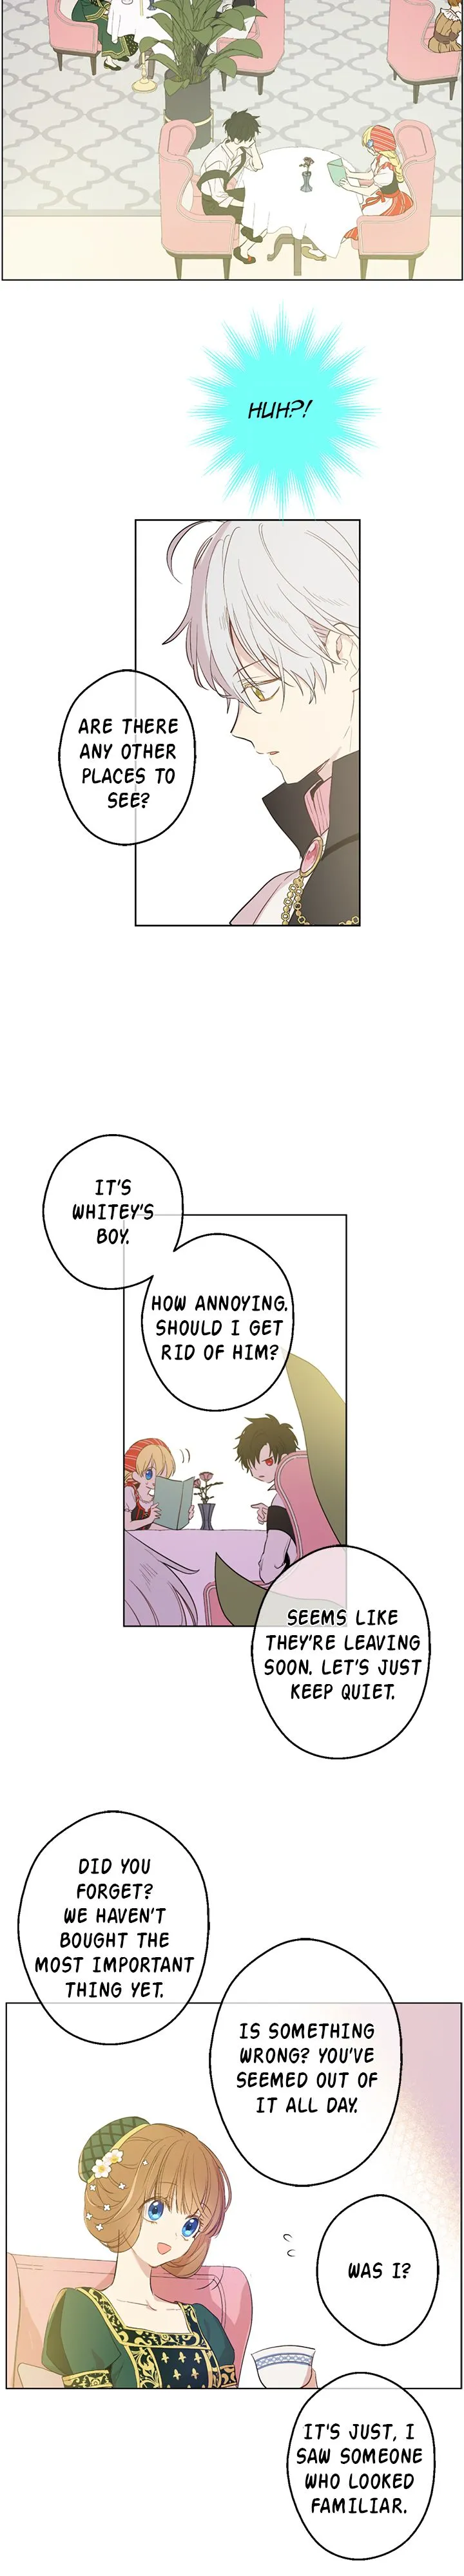 HUH?!
ARE THERE
ANY OTHER
PLACES TO
SEE?
IT'S
WHITEY'S
BOY.
HOW ANNOYING.
SHOULD I GET
RID OF HIM?
SEEMS LIKE
THEY'RE LEAVING
SOON. LET'S JUST
KEEP QUIET.
DID YOU
FORGET?
WE HAVEN'T
BOUGHT THE
MOST IMPORTANT
THING YET.
IS SOMETHING
WRONG? YOU'VE
SEEMED OUT OF
IT ALL DAY.
WAS I?
IT'S JUST, I
SAW SOMEONE
WHO LOOKED
FAMILIAR.